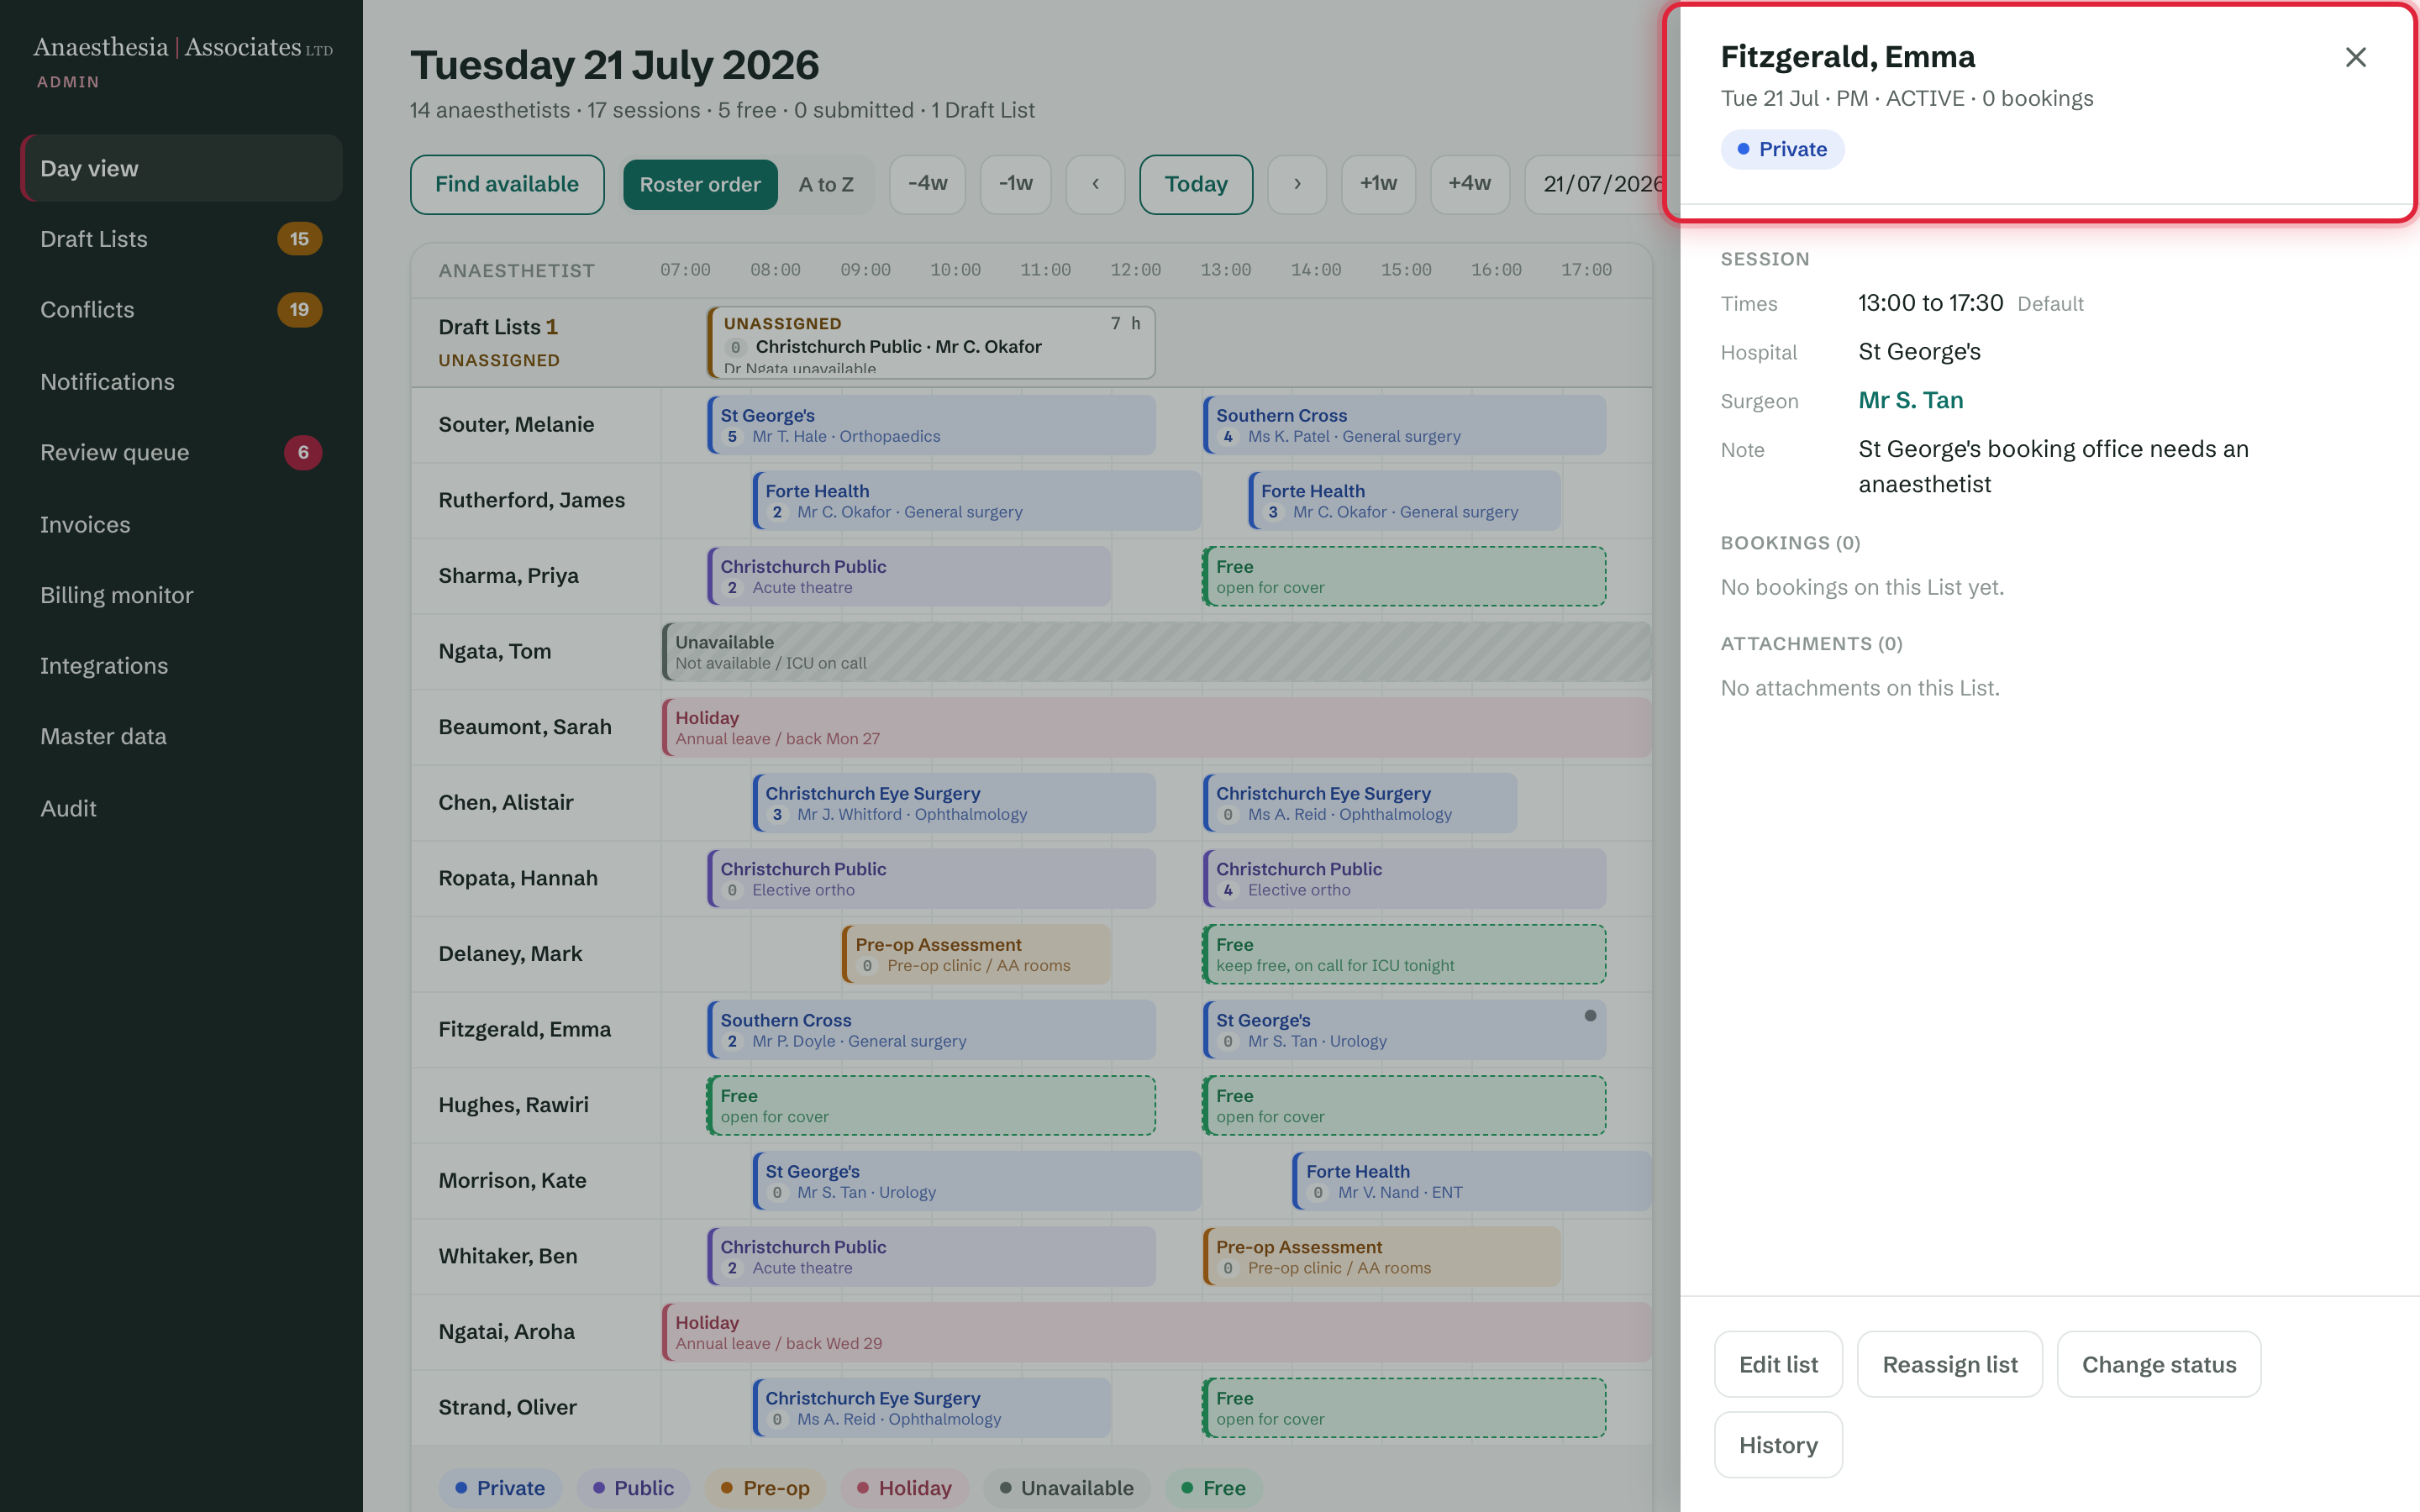 Anaesthesia | Associates LTD
ADMIN
Day view
Draft Lists 15
Conflicts 19
Notifications
Review queue 6
Invoices
Billing monitor
Integrations
Master data
Audit
Tuesday 21 July 2026
14 anaesthetists · 17 sessions · 5 free · 0 submitted · 1 Draft List
Find available Roster order A to Z -4w -1w ‹ Today › +1w +4w 21/07/2026
ANAESTHETIST 07:00 08:00 09:00 10:00 11:00 12:00 13:00 14:00 15:00 16:00 17:00
Draft Lists 1
UNASSIGNED
UNASSIGNED 7 h
0 Christchurch Public · Mr C. Okafor
Dr Ngata unavailable
Souter, Melanie
St George's
5 Mr T. Hale · Orthopaedics
Southern Cross
4 Ms K. Patel · General surgery
Rutherford, James
Forte Health
2 Mr C. Okafor · General surgery
Forte Health
3 Mr C. Okafor · General surgery
Sharma, Priya
Christchurch Public
2 Acute theatre
Free
open for cover
Ngata, Tom
Unavailable
Not available / ICU on call
Beaumont, Sarah
Holiday
Annual leave / back Mon 27
Chen, Alistair
Christchurch Eye Surgery
3 Mr J. Whitford · Ophthalmology
Christchurch Eye Surgery
0 Ms A. Reid · Ophthalmology
Ropata, Hannah
Christchurch Public
0 Elective ortho
Christchurch Public
4 Elective ortho
Delaney, Mark
Pre-op Assessment
0 Pre-op clinic / AA rooms
Free
keep free, on call for ICU tonight
Fitzgerald, Emma
Southern Cross
2 Mr P. Doyle · General surgery
St George's
0 Mr S. Tan · Urology
Hughes, Rawiri
Free
open for cover
Free
open for cover
Morrison, Kate
St George's
0 Mr S. Tan · Urology
Forte Health
0 Mr V. Nand · ENT
Whitaker, Ben
Christchurch Public
2 Acute theatre
Pre-op Assessment
0 Pre-op clinic / AA rooms
Ngatai, Aroha
Holiday
Annual leave / back Wed 29
Strand, Oliver
Christchurch Eye Surgery
0 Ms A. Reid · Ophthalmology
Free
open for cover
Private Public Pre-op Holiday Unavailable Free
Fitzgerald, Emma
Tue 21 Jul · PM · ACTIVE · 0 bookings
Private
SESSION
Times 13:00 to 17:30 Default
Hospital St George's
Surgeon Mr S. Tan
Note St George's booking office needs an
anaesthetist
BOOKINGS (0)
No bookings on this List yet.
ATTACHMENTS (0)
No attachments on this List.
Edit list Reassign list Change status
History